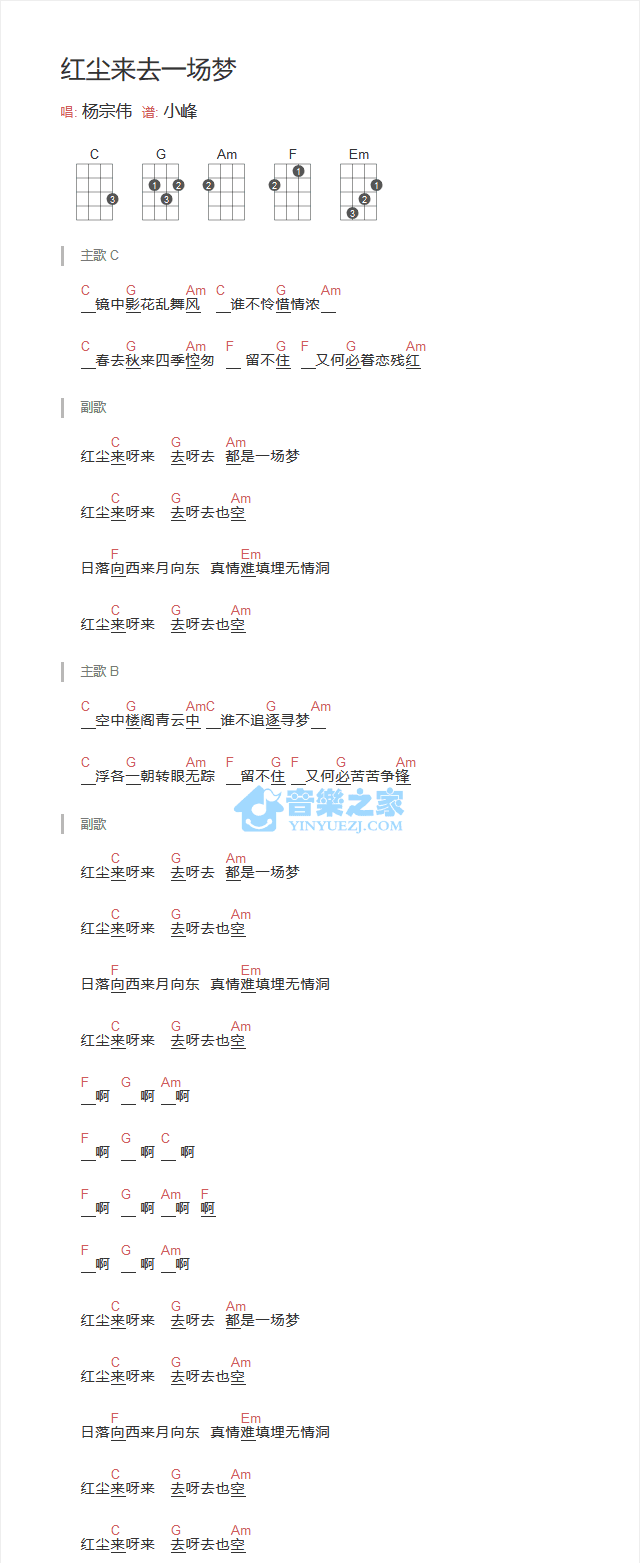 红尘来去一场梦
唱: 杨宗伟 谱: 小峰
C G Am F En
3 1 2 3 2 2 1 1 2 3
主歌 C
C G Am C G Am
__镜中影花乱舞风 __谁不怜惜情浓__
C G Am F G F G Am
__春去秋来四季悾匆 __ 留不住 __又何必眷恋残红
副歌
C G Am
红尘来呀来 去呀去 都是一场梦
C G Am
红尘来呀来 去呀去也空
F Em
日落向西来月向东 真情难填埋无情洞
C G Am
红尘来呀来 去呀去也空
主歌 B
C G Am C G Am
__空中楼阁青云中__谁不追逐寻梦__
C G Am F G F G Am
__浮各一朝转眼无踪 __留不住 __又何必苦苦争锋
音樂之家
YINYUEZJ.COM
副歌
C G Am
红尘来呀来 去呀去 都是一场梦
C G Am
红尘来呀来 去呀去也空
F Em
日落向西来月向东 真情难填埋无情洞
C G Am
红尘来呀来 去呀去也空
F G Am
__啊 __ 啊 __啊
F G C
__啊 __ 啊 __ 啊
F G Am F
__啊 __ 啊 __啊 啊
F G Am
__啊 __ 啊 __啊
C G Am
红尘来呀来 去呀去 都是一场梦
C G Am
红尘来呀来 去呀去也空
F Em
日落向西来月向东 真情难填埋无情洞
C G Am
红尘来呀来 去呀去也空
C G Am
红尘来呀来 去呀去也空